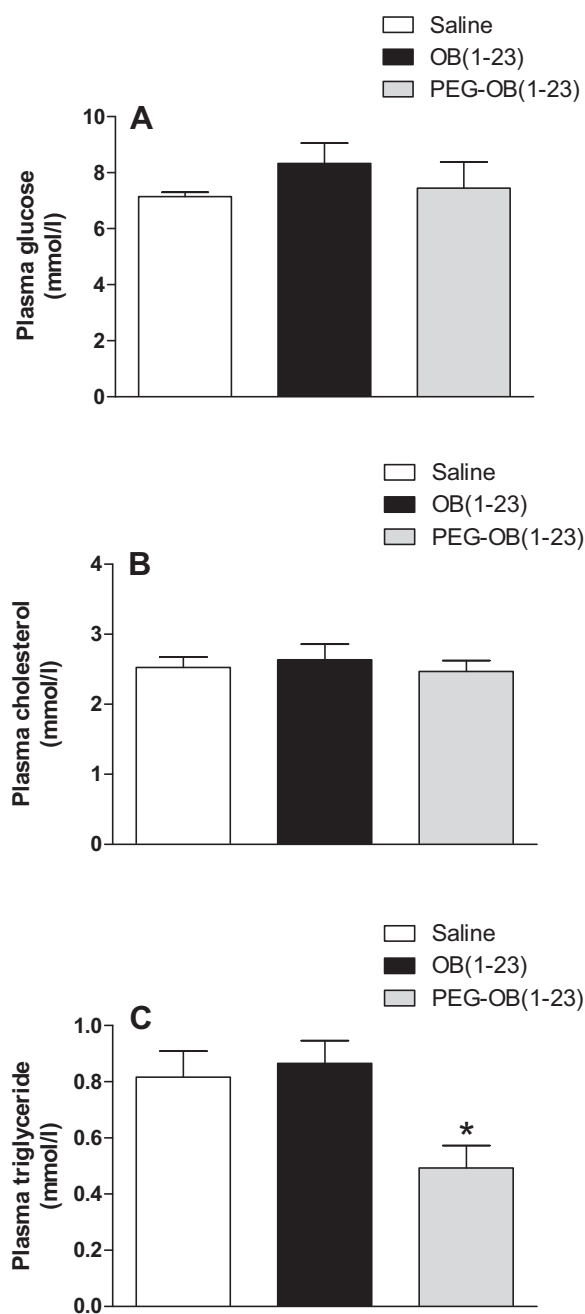 Saline
OB(1-23)
PEG-OB(1-23)
A
10
8
6
4
2
0
Plasma glucose
(mmol/l)
Saline
OB(1-23)
PEG-OB(1-23)
B
4
3
2
1
0
Plasma cholesterol
(mmol/l)
Saline
OB(1-23)
PEG-OB(1-23)
C
1.0
0.8
0.6
0.4
0.2
0.0
*
Plasma triglyceride
(mmol/l)